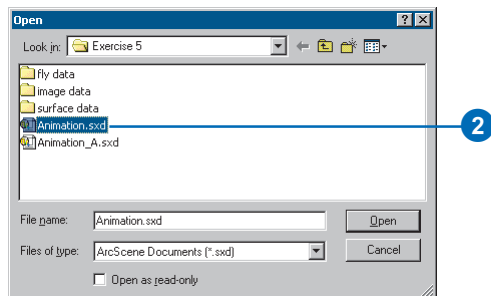 Open
Look in: Exercise 5
fly data
image data
surface data
Animation.sxd
2
Animation_A.sxd
File name: Animation.sxd Open
Files of type: ArcScene Documents (*.sxd) Cancel
Open as read-only